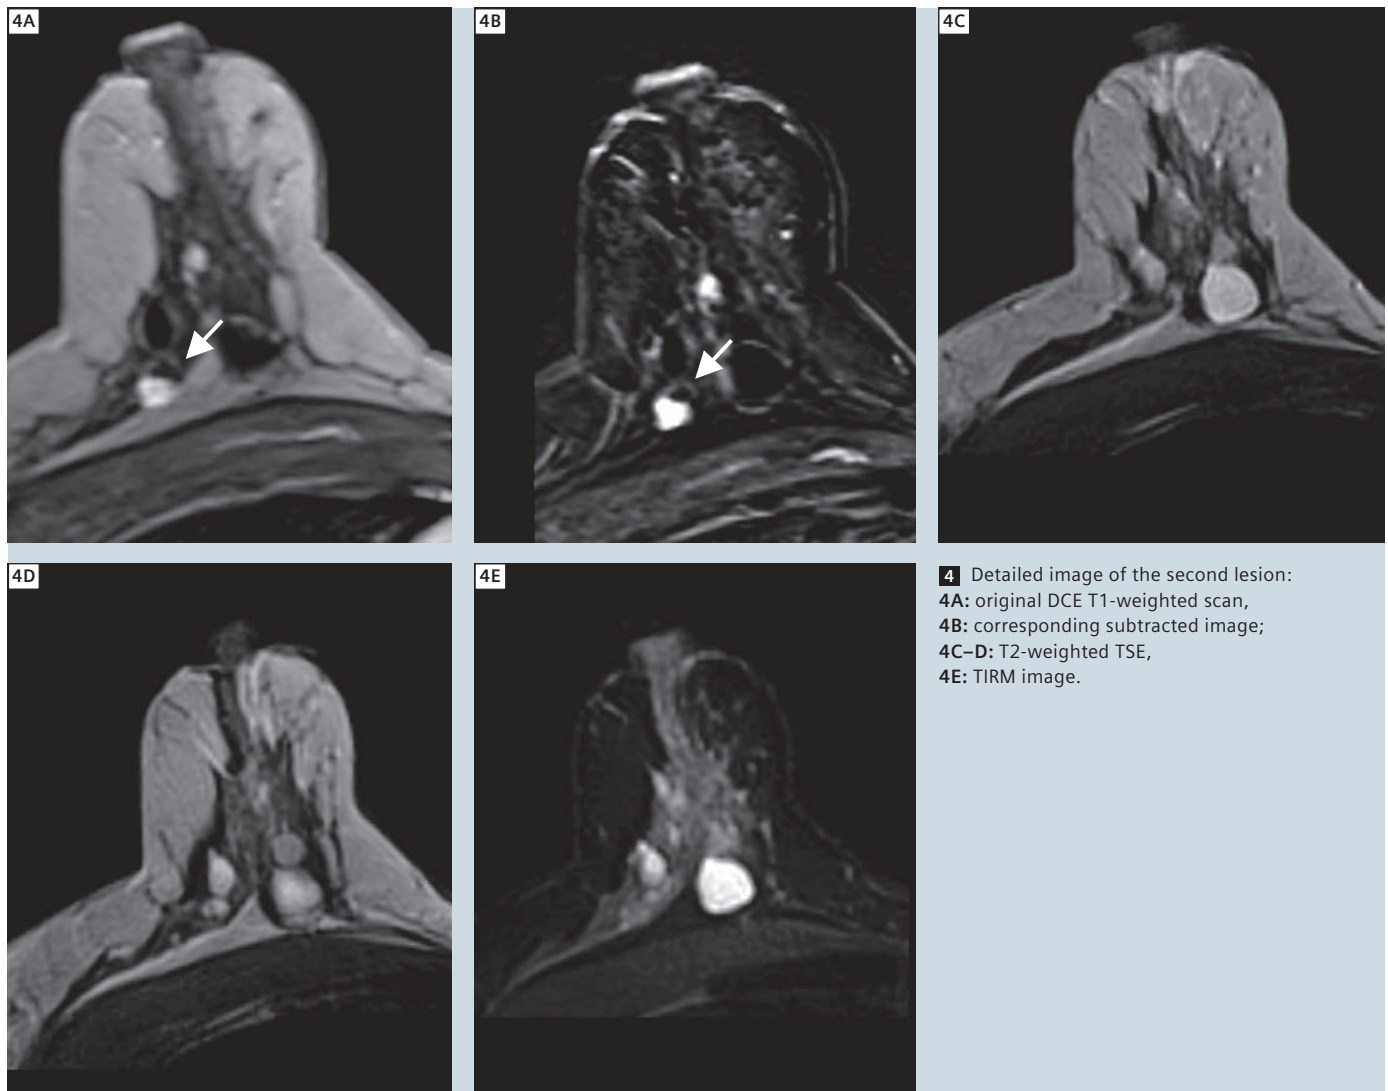 4A
4B
4C
4D
4E
4 Detailed image of the second lesion:
4A: original DCE T1-weighted scan,
4B: corresponding subtracted image;
4C–D: T2-weighted TSE,
4E: TIRM image.